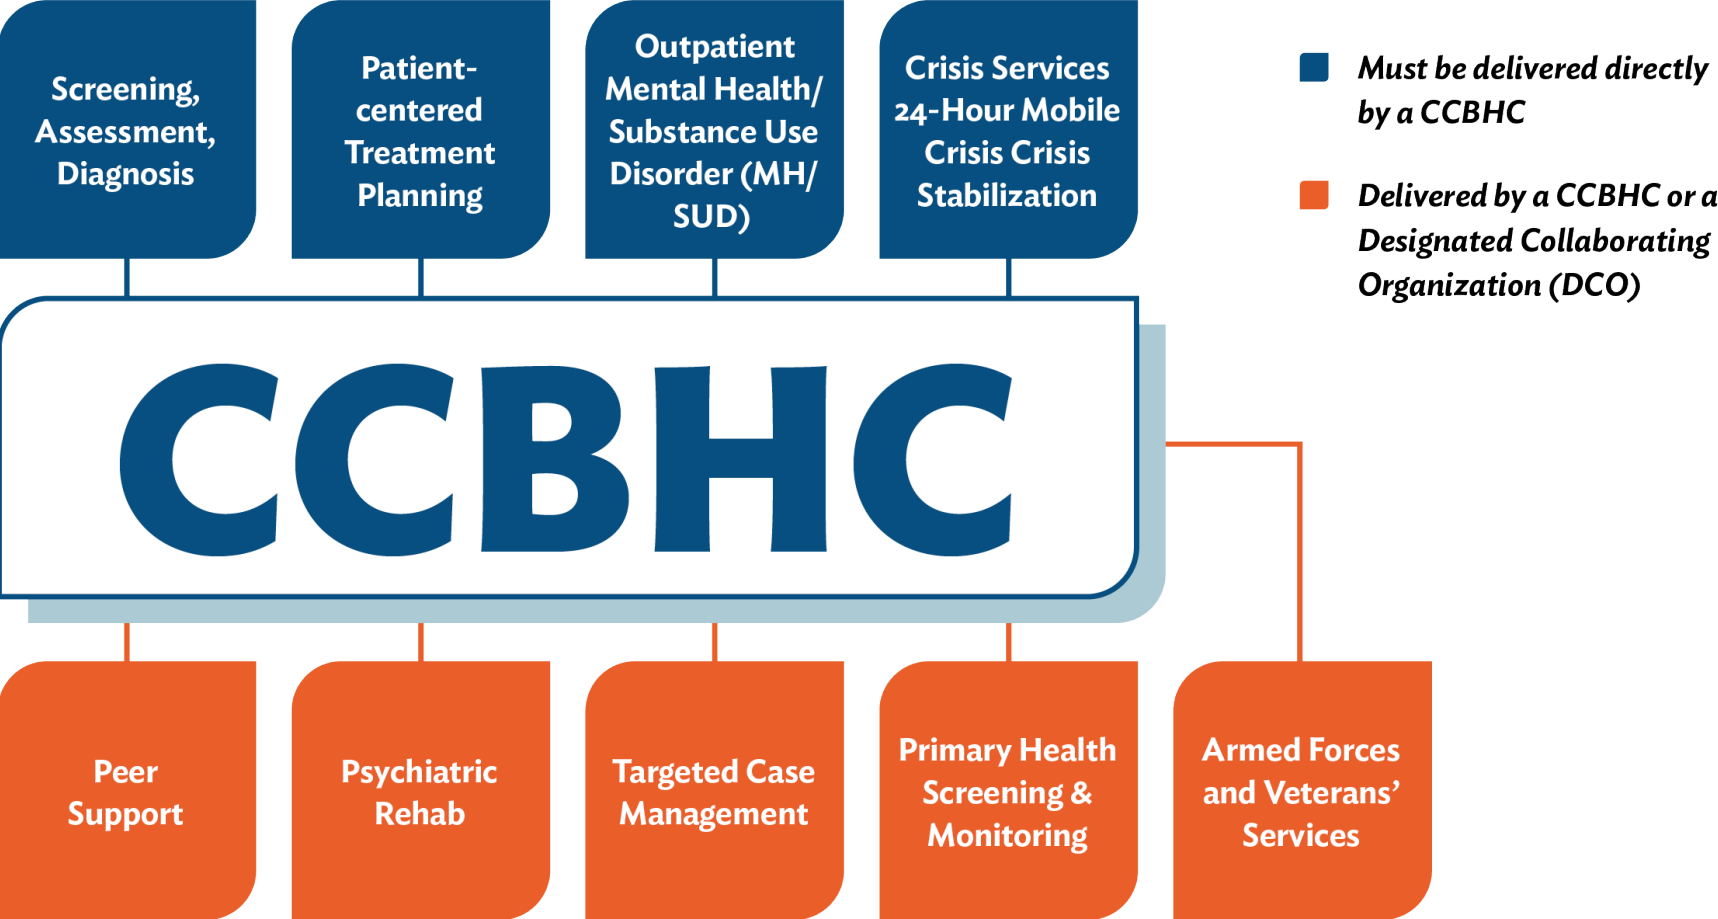 Screening,
Assessment,
Diagnosis
Patient-
centered
Treatment
Planning
Outpatient
Mental Health/
Substance Use
Disorder (MH/
SUD)
Crisis Services
24-Hour Mobile
Crisis Crisis
Stabilization
Must be delivered directly
by a CCBHC
Delivered by a CCBHC or a
Designated Collaborating
Organization (DCO)
CCBHC
Peer
Support
Psychiatric
Rehab
Targeted Case
Management
Primary Health
Screening &
Monitoring
Armed Forces
and Veterans’
Services